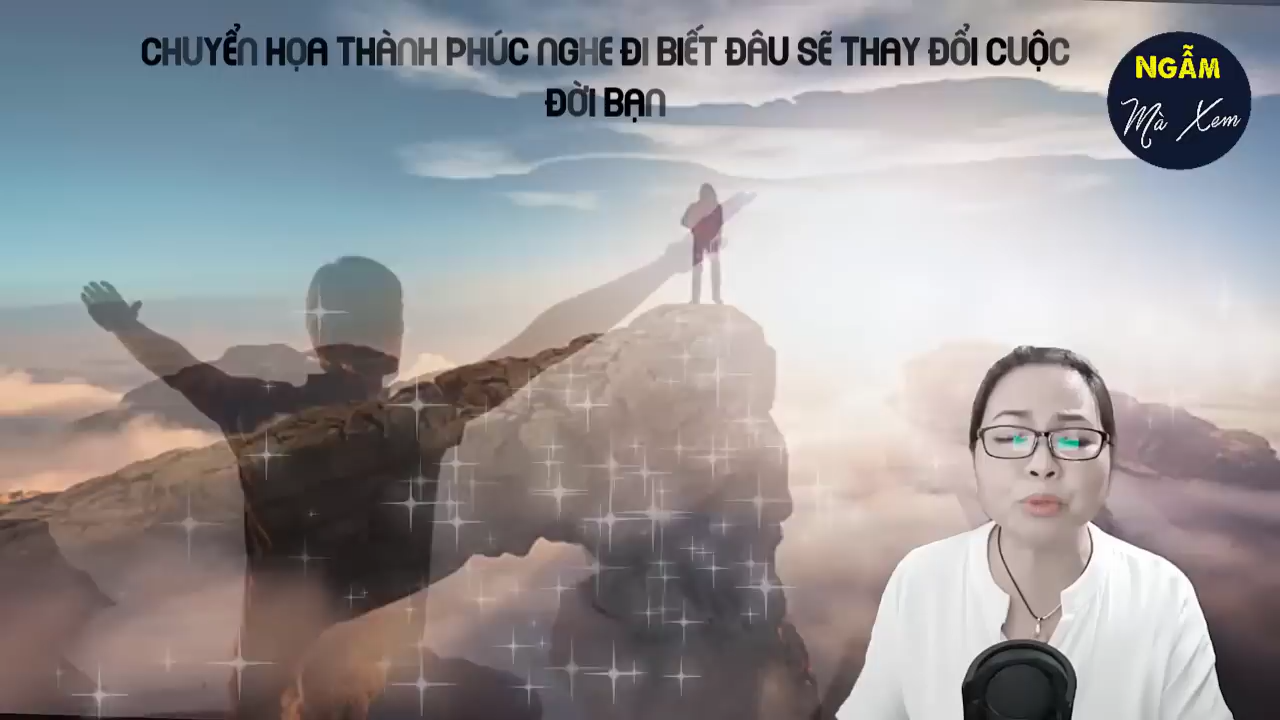 CHUYỂN HỌA THÀNH PHÚC NGHE ĐI BIẾT ĐÂU SẼ THAY ĐỔI CUỘC
ĐỜI BẠN
NGẪM
Mà Xem